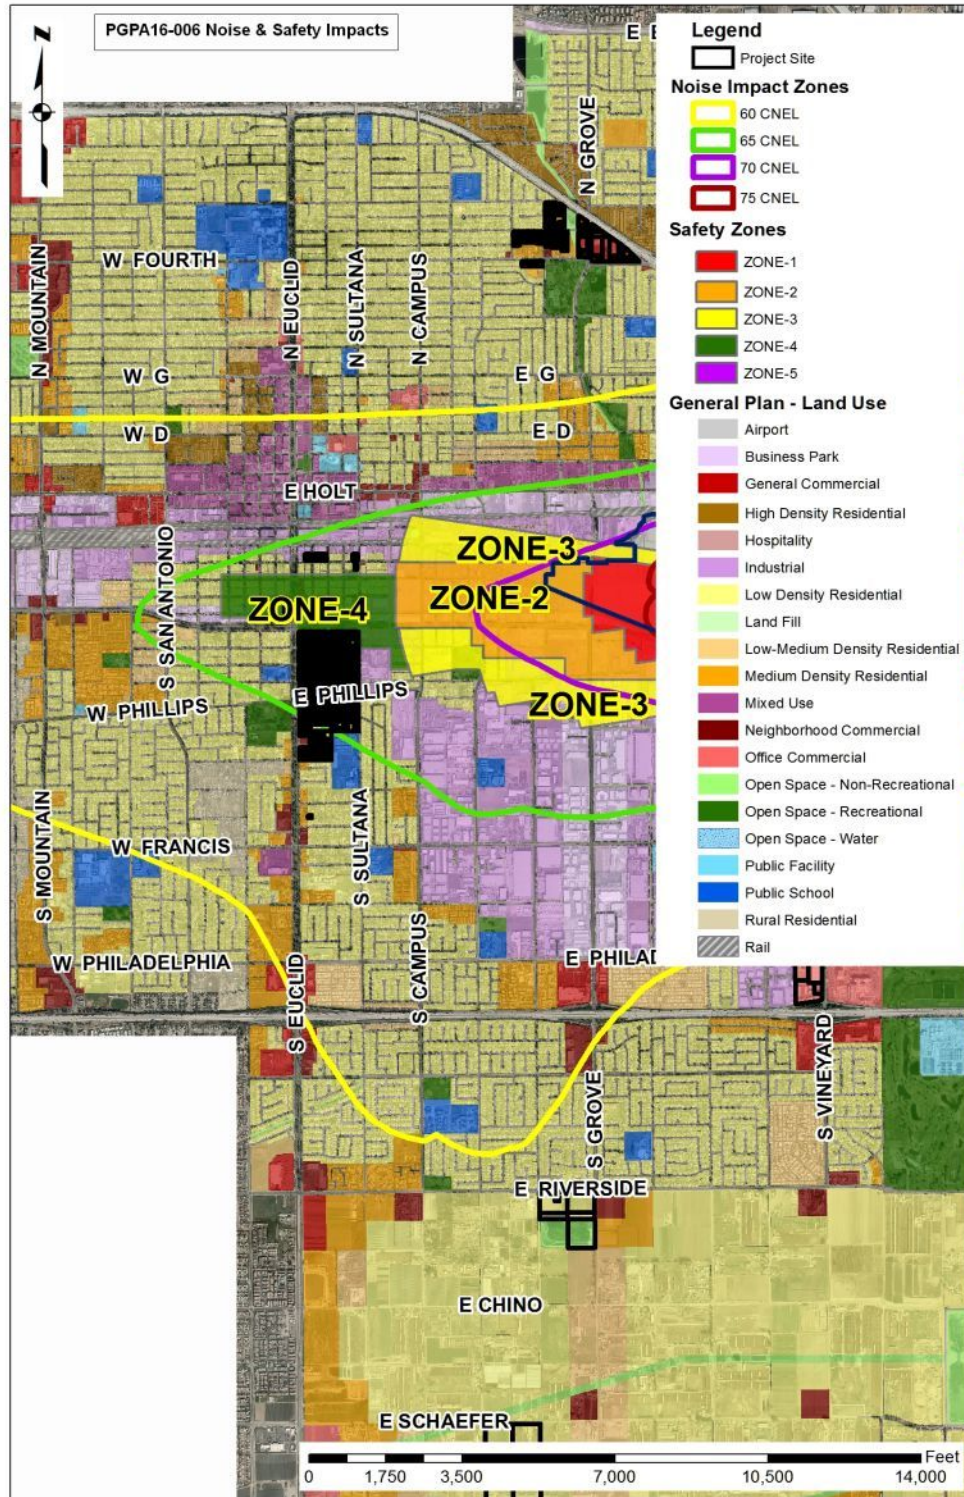 PGPA16-006 Noise & Safety Impacts
N
Legend
Project Site
Noise Impact Zones
60 CNEL
65 CNEL
70 CNEL
75 CNEL
Safety Zones
ZONE-1
ZONE-2
ZONE-3
ZONE-4
ZONE-5
General Plan - Land Use
Airport
Business Park
General Commercial
High Density Residential
Hospitality
Industrial
Low Density Residential
Land Fill
Low-Medium Density Residential
Medium Density Residential
Mixed Use
Neighborhood Commercial
Office Commercial
Open Space - Non-Recreational
Open Space - Recreational
Open Space - Water
Public Facility
Public School
Rural Residential
Rail
N GROVE
W FOURTH
N MOUNTAIN
N EUCLID
N SULTANA
N CAMPUS
W G
E G
W D
E D
E HOLT
ZONE-3
ZONE-2
ZONE-4
S SAN ANTONIO
E PHILLIPS
W PHILLIPS
ZONE-3
S MOUNTAIN
W FRANCIS
S SULTANA
W PHILADELPHIA
S CAMPUS
S EUCLID
S VINEYARD
S GROVE
E RIVERSIDE
E CHINO
E SCHAEFER
Feet
0 1,750 3,500 7,000 10,500 14,000